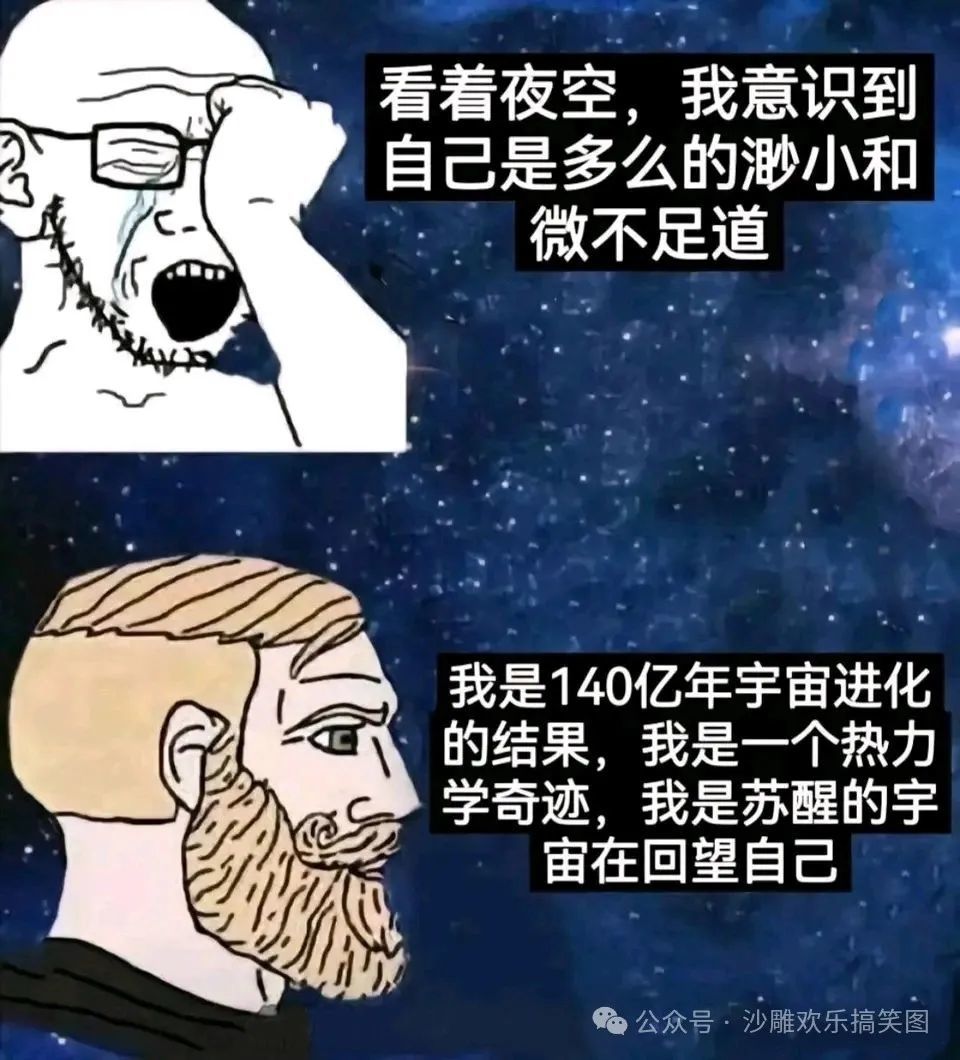 看着夜空，我意识到
自己是多么的渺小和
微不足道
我是140亿年宇宙进化
的结果，我是一个热力
学奇迹，我是苏醒的宇
宙在回望自己
公众号 · 沙雕欢乐搞笑图